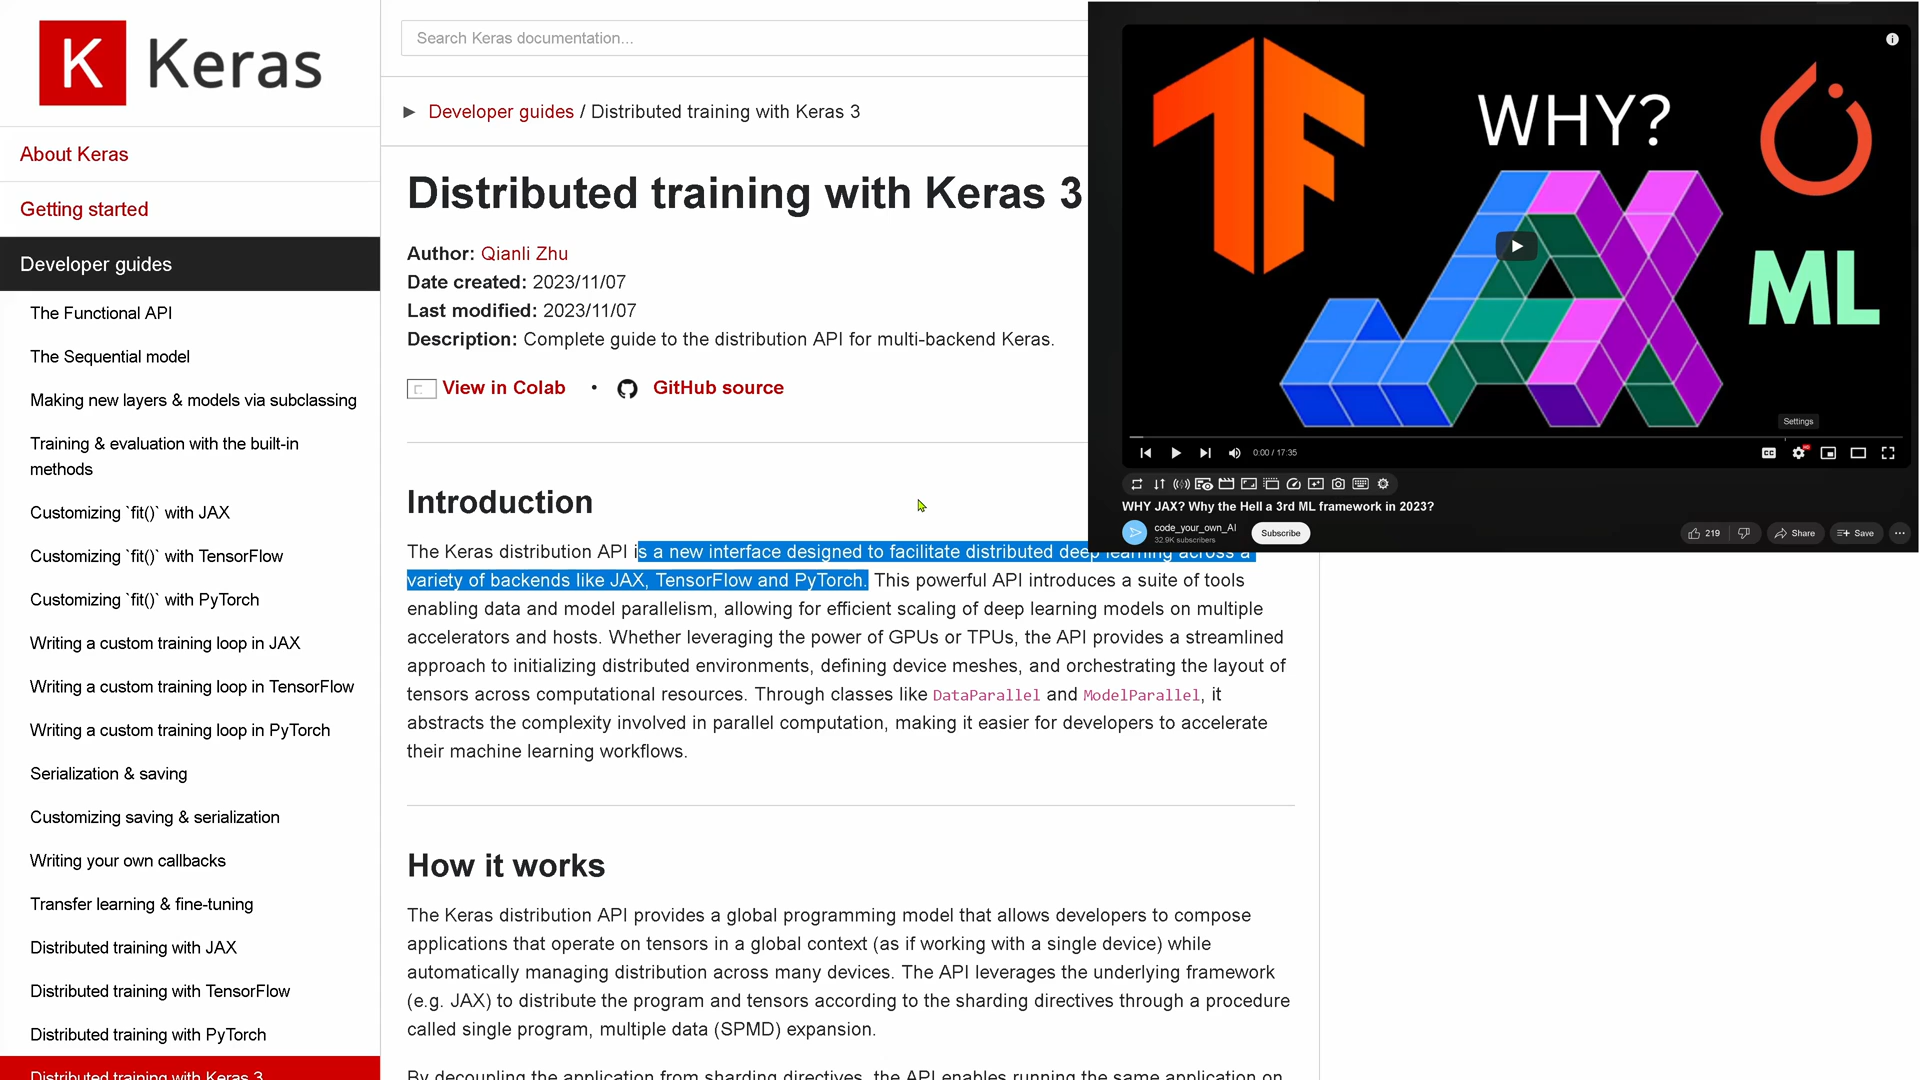 K Keras
About Keras
Getting started
Developer guides
The Functional API
The Sequential model
Making new layers & models via subclassing
Training & evaluation with the built-in
methods
Customizing `fit()` with JAX
Customizing `fit()` with TensorFlow
Customizing `fit()` with PyTorch
Writing a custom training loop in JAX
Writing a custom training loop in TensorFlow
Writing a custom training loop in PyTorch
Serialization & saving
Customizing saving & serialization
Writing your own callbacks
Transfer learning & fine-tuning
Distributed training with JAX
Distributed training with TensorFlow
Distributed training with PyTorch
Distributed training with Keras 3
Search Keras documentation...
► Developer guides / Distributed training with Keras 3
Distributed training with Keras 3
Author: Qianli Zhu
Date created: 2023/11/07
Last modified: 2023/11/07
Description: Complete guide to the distribution API for multi-backend Keras.
View in Colab • GitHub source
Introduction
The Keras distribution API is a new interface designed to facilitate distributed deep learning across a
variety of backends like JAX, TensorFlow and PyTorch. This powerful API introduces a suite of tools
enabling data and model parallelism, allowing for efficient scaling of deep learning models on multiple
accelerators and hosts. Whether leveraging the power of GPUs or TPUs, the API provides a streamlined
approach to initializing distributed environments, defining device meshes, and orchestrating the layout of
tensors across computational resources. Through classes like DataParallel and ModelParallel, it
abstracts the complexity involved in parallel computation, making it easier for developers to accelerate
their machine learning workflows.
How it works
The Keras distribution API provides a global programming model that allows developers to compose
applications that operate on tensors in a global context (as if working with a single device) while
automatically managing distribution across many devices. The API leverages the underlying framework
(e.g. JAX) to distribute the program and tensors according to the sharding directives through a procedure
called single program, multiple data (SPMD) expansion.
By decoupling the application from sharding directives, the API enables running the same application on
WHY?
JAX
ML
Settings
0:00 / 17:35
WHY JAX? Why the Hell a 3rd ML framework in 2023?
code_your_own_AI
32.9K subscribers
Subscribe
219
Share
Save